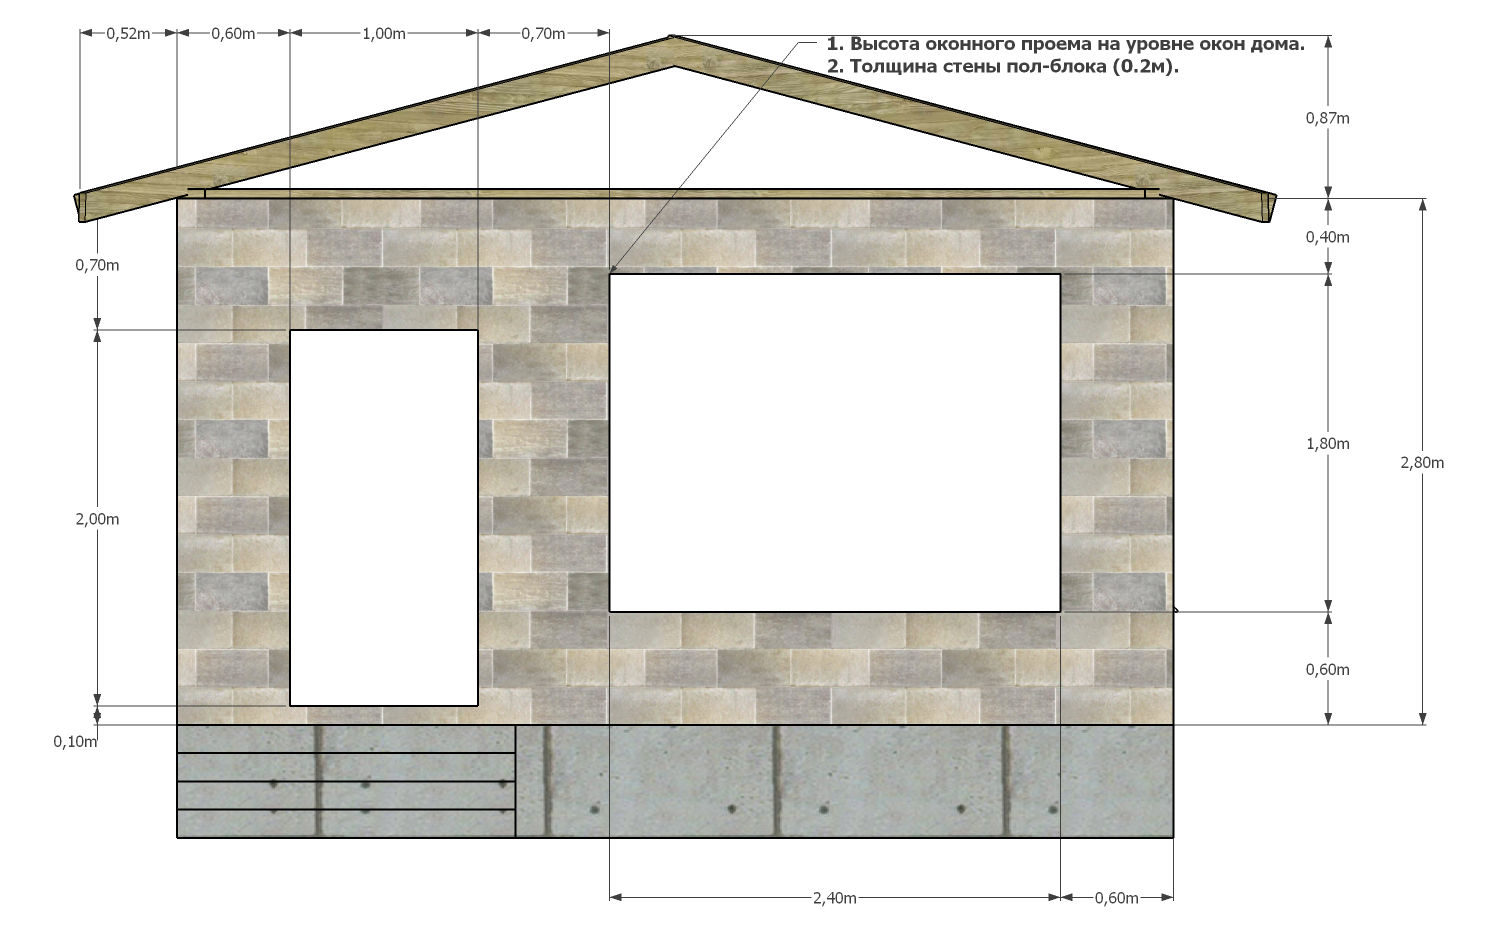 0,52m
0,60m
1,00m
0,70m
1. Высота оконного проема на уровне окон дома.
2. Толщина стены пол-блока (0.2м).
0,87m
0,40m
0,70m
1,80m
2,80m
2,00m
0,60m
0,10m
2,40m
0,60m